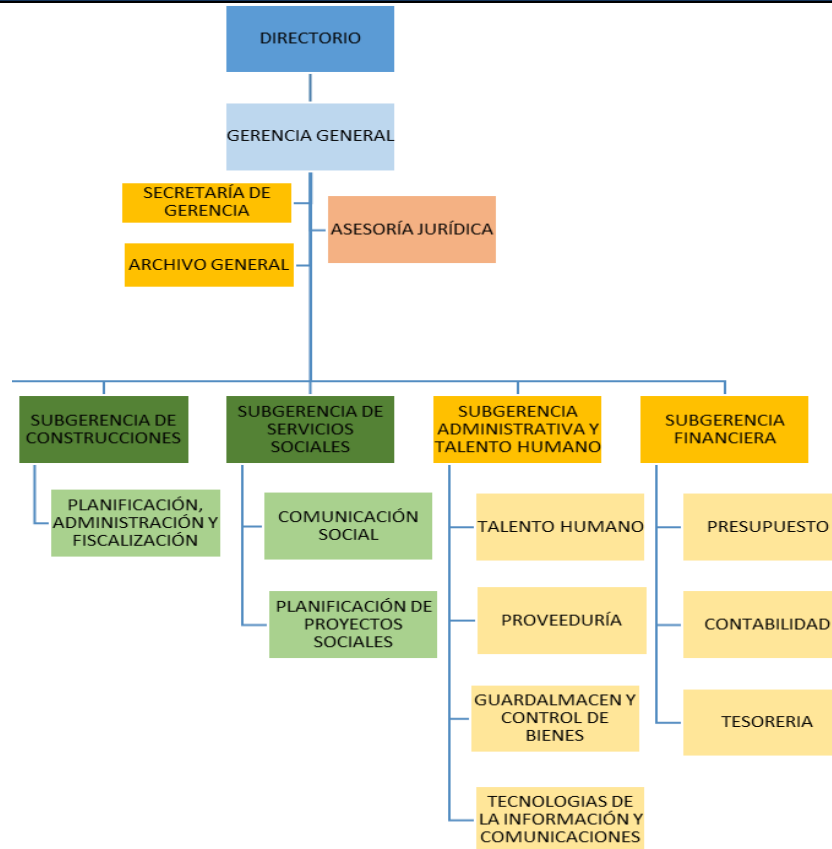 DIRECTORIO
GERENCIA GENERAL
SECRETARÍA DE
GERENCIA
ASESORÍA JURÍDICA
ARCHIVO GENERAL
SUBGERENCIA DE
CONSTRUCCIONES
SUBGERENCIA DE
SERVICIOS
SOCIALES
SUBGERENCIA
ADMINISTRATIVA Y
TALENTO HUMANO
SUBGERENCIA
FINANCIERA
PLANIFICACIÓN,
ADMINISTRACIÓN Y
FISCALIZACIÓN
COMUNICACIÓN
SOCIAL
PLANIFICACIÓN DE
PROYECTOS
SOCIALES
TALENTO HUMANO
PROVEEDURÍA
GUARDALMACEN Y
CONTROL DE
BIENES
TECNOLOGIAS DE
LA INFORMACIÓN Y
COMUNICACIONES
PRESUPUESTO
CONTABILIDAD
TESORERIA